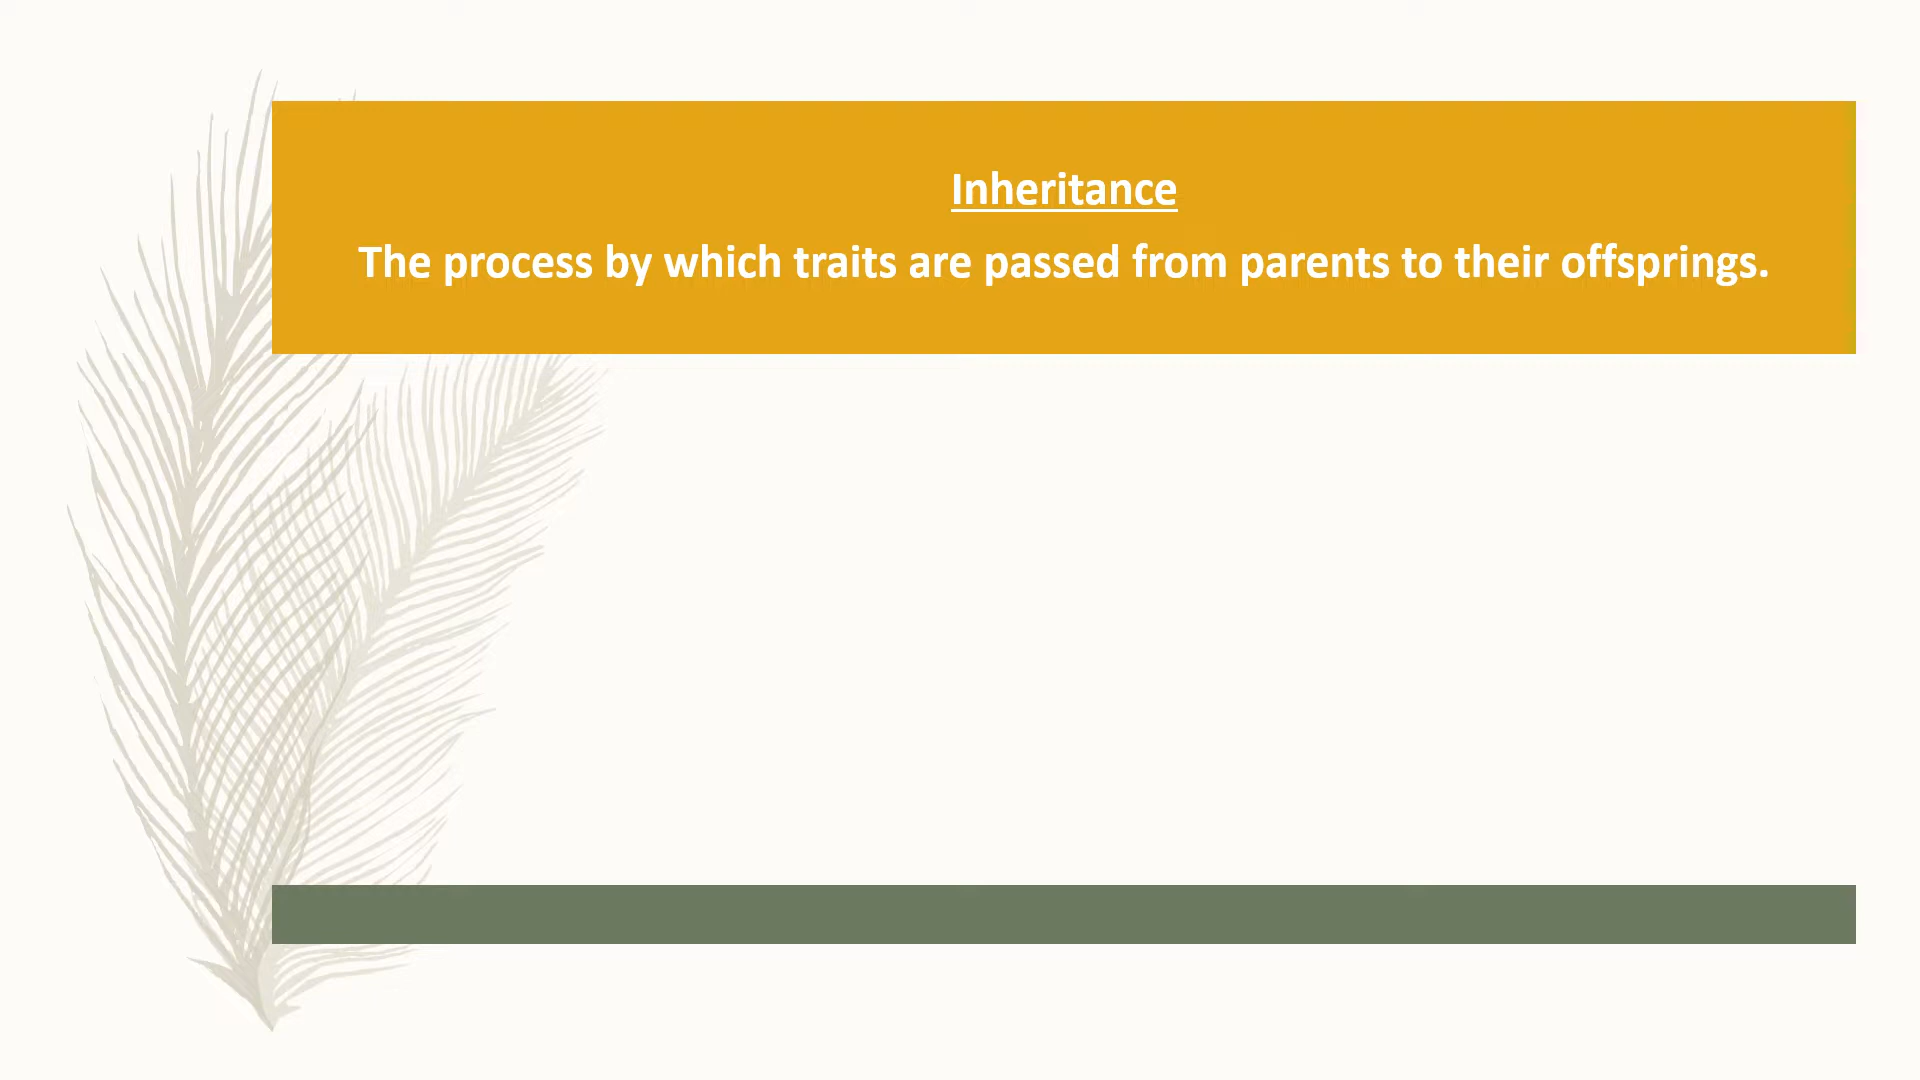 Inheritance
The process by which traits are passed from parents to their offsprings.